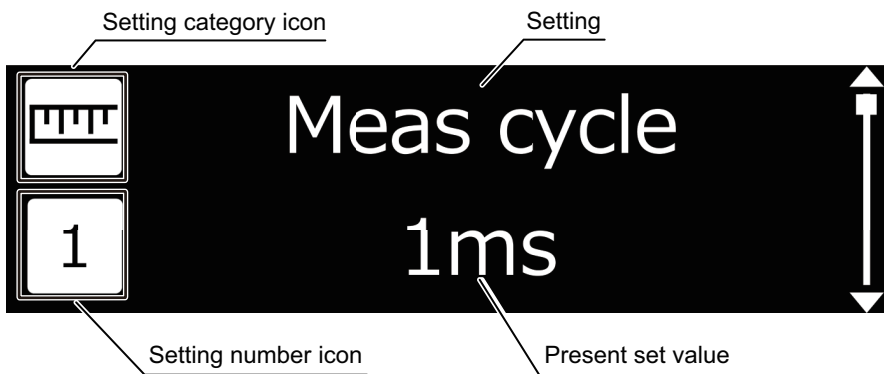 Setting category icon
Setting
Meas cycle
1
1ms
Setting number icon
Present set value